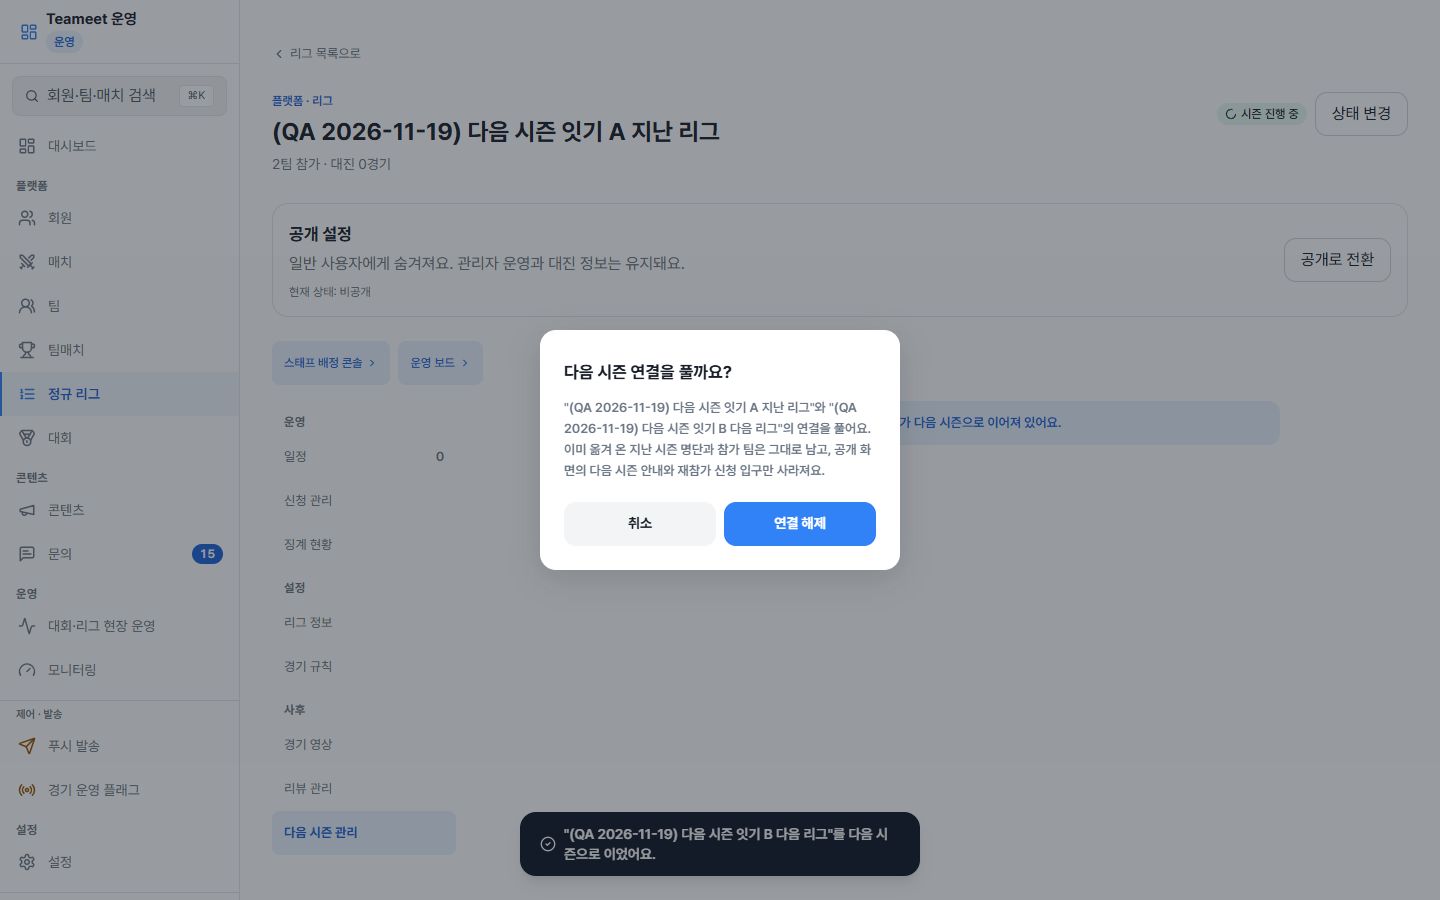 Teameet 운영
운영
회원·팀·매치 검색
⌘K
대시보드
플랫폼
회원
매치
팀
팀매치
정규 리그
대회
콘텐츠
콘텐츠
문의
15
운영
대회·리그 현장 운영
모니터링
제어 · 발송
푸시 발송
경기 운영 플래그
설정
설정
리그 목록으로
플랫폼 · 리그
(QA 2026-11-19) 다음 시즌 잇기 A 지난 리그
2팀 참가 · 대진 0경기
시즌 진행 중
상태 변경
공개 설정
일반 사용자에게 숨겨져요. 관리자 운영과 대진 정보는 유지돼요.
현재 상태: 비공개
공개로 전환
스태프 배정 콘솔
운영 보드
운영
일정
0
신청 관리
징계 현황
설정
리그 정보
경기 규칙
사후
경기 영상
리뷰 관리
다음 시즌 관리
가 다음 시즌으로 이어져 있어요.
다음 시즌 연결을 풀까요?
"(QA 2026-11-19) 다음 시즌 잇기 A 지난 리그"와 "(QA
2026-11-19) 다음 시즌 잇기 B 다음 리그"의 연결을 풀어요.
이미 옮겨 온 지난 시즌 명단과 참가 팀은 그대로 남고, 공개 화
면의 다음 시즌 안내와 재참가 신청 입구만 사라져요.
취소
연결 해제
"(QA 2026-11-19) 다음 시즌 잇기 B 다음 리그"를 다음 시
즌으로 이었어요.